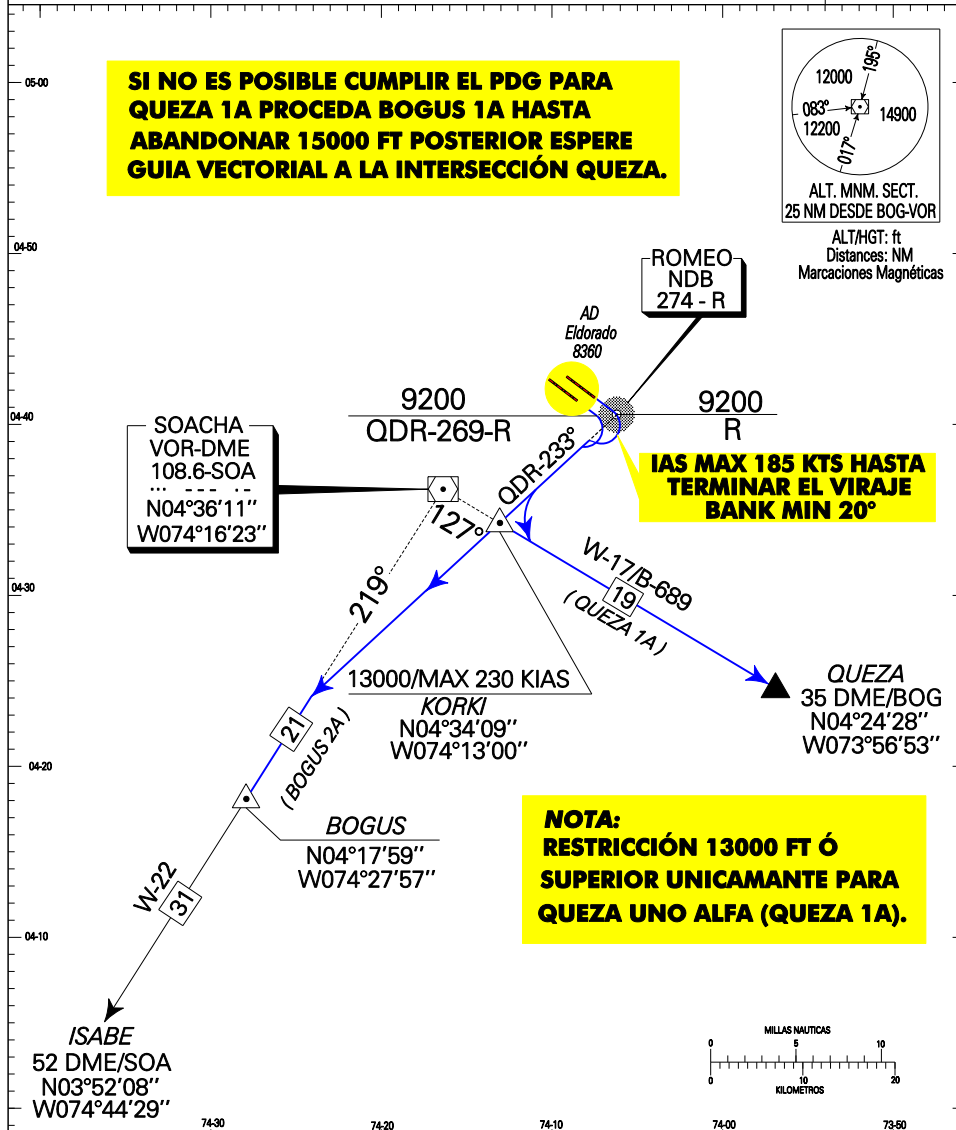 05-00
SI NO ES POSIBLE CUMPLIR EL PDG PARA
QUEZA 1A PROCEDA BOGUS 1A HASTA
ABANDONAR 15000 FT POSTERIOR ESPERE
GUIA VECTORIAL A LA INTERSECCIÓN QUEZA.
12000
195°
083°
14900
12200
017°
ALT. MNM. SECT.
25 NM DESDE BOG-VOR
ALT/HGT: ft
Distances: NM
Marcaciones Magnéticas
04-50
ROMEO
NDB
274 - R
AD
Eldorado
8360
9200
QDR-269-R
9200
R
04-40
SOACHA
VOR-DME
108.6-SOA
... --- .-
N04°36'11''
W074°16'23''
QDR-233°
IAS MAX 185 KTS HASTA
TERMINAR EL VIRAJE
BANK MIN 20°
127°
219°
W-17/B-689
19
( QUEZA 1A )
04-30
13000/MAX 230 KIAS
KORKI
N04°34'09''
W074°13'00''
QUEZA
35 DME/BOG
N04°24'28''
W073°56'53''
21
( BOGUS 2A )
04-20
BOGUS
N04°17'59''
W074°27'57''
NOTA:
RESTRICCIÓN 13000 FT Ó
SUPERIOR UNICAMANTE PARA
QUEZA UNO ALFA (QUEZA 1A).
W-22
31
04-10
ISABE
52 DME/SOA
N03°52'08''
W074°44'29''
MILLAS NAUTICAS
0 5 10
0 10 20
KILOMETROS
74-30 74-20 74-10 74-00 73-50